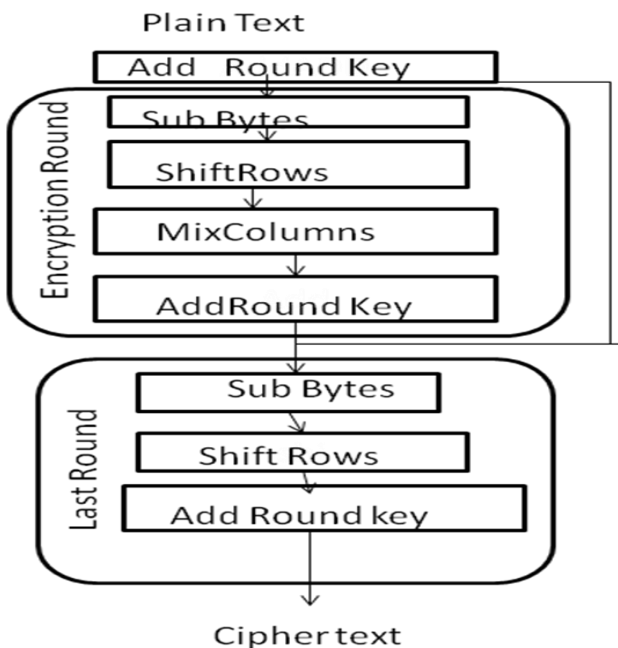 Plain Text
Add Round Key
Encryption Round
Sub Bytes
ShiftRows
MixColumns
AddRound Key
Last Round
Sub Bytes
Shift Rows
Add Round key
Cipher text